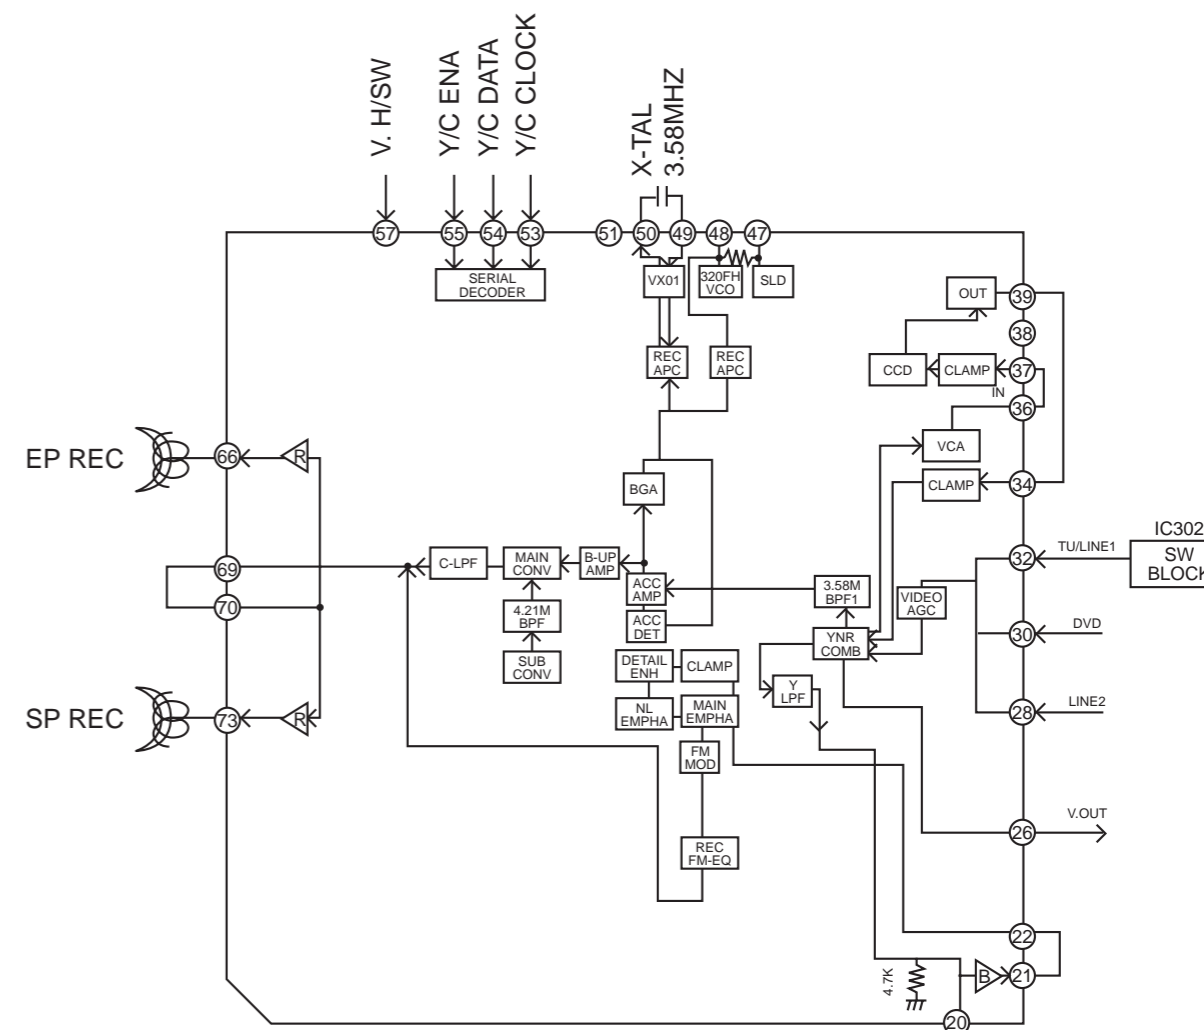 V. H/SW
Y/C ENA
Y/C DATA
Y/C CLOCK
X-TAL
3.58MHZ
57
55
54
53
51
50
49
48
47
SERIAL
DECODER
VX01
320FH
VCO
SLD
OUT
39
38
REC
APC
REC
APC
CCD
CLAMP
37
IN
36
VCA
EP REC
66
R
BGA
CLAMP
34
IC302
69
C-LPF
MAIN
CONV
B-UP
AMP
32
TU/LINE1
SW
BLOCK
70
4.21M
BPF
ACC
AMP
ACC
DET
3.58M
BPF1
VIDEO
AGC
YNR
COMB
30
DVD
SUB
CONV
DETAIL
ENH
CLAMP
Y
LPF
SP REC
73
R
NL
EMPHA
MAIN
EMPHA
28
LINE2
FM
MOD
26
V.OUT
REC
FM-EQ
22
4.7K
B
21
20